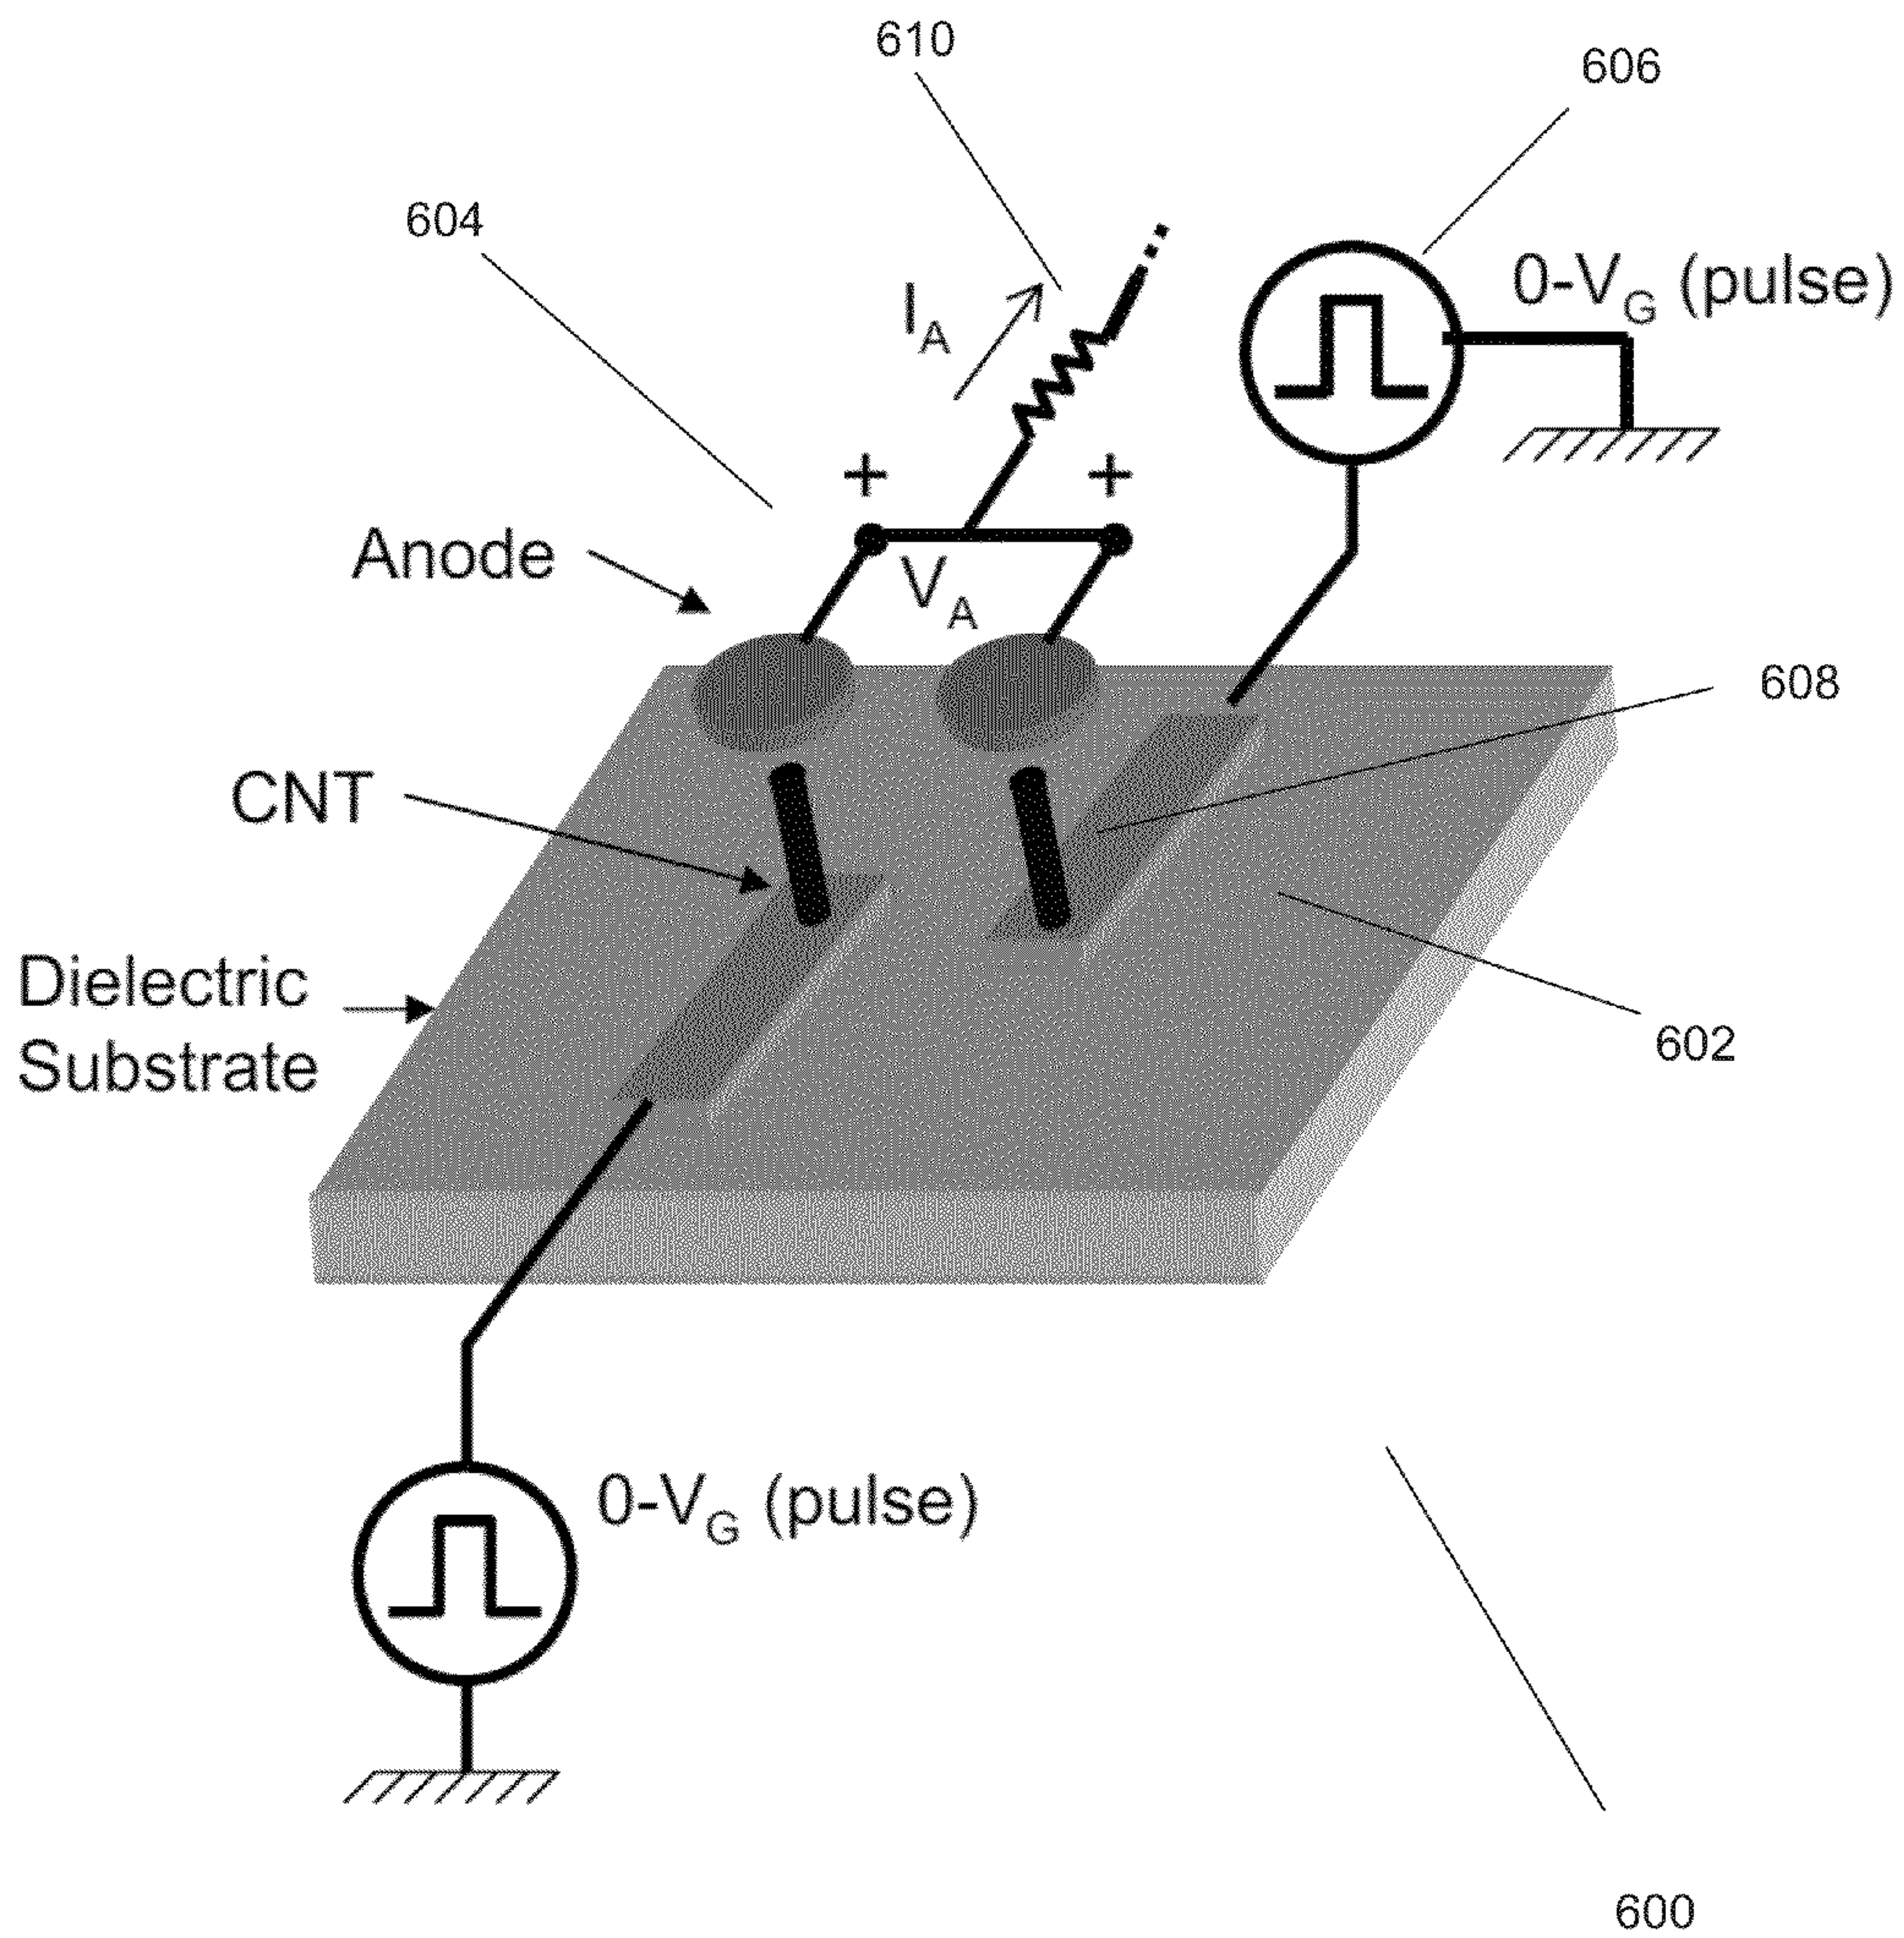 610
606
604
0-V_G (pulse)
I_A
+ +
Anode
V_A
608
CNT
Dielectric
Substrate
602
0-V_G (pulse)
600